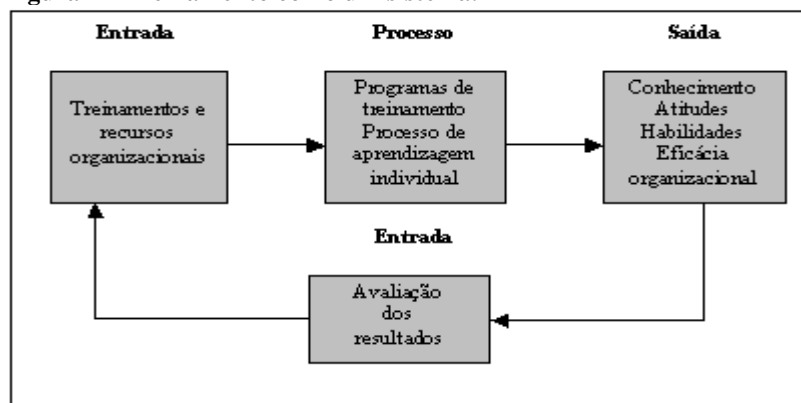 Entrada Processo Saída
Treinamentos e
recursos
organizacionais
Programas de
treinamento
Processo de
aprendizagem
individual
Conhecimento
Atitudes
Habilidades
Eficácia
organizacional
Entrada
Avaliação
dos
resultados